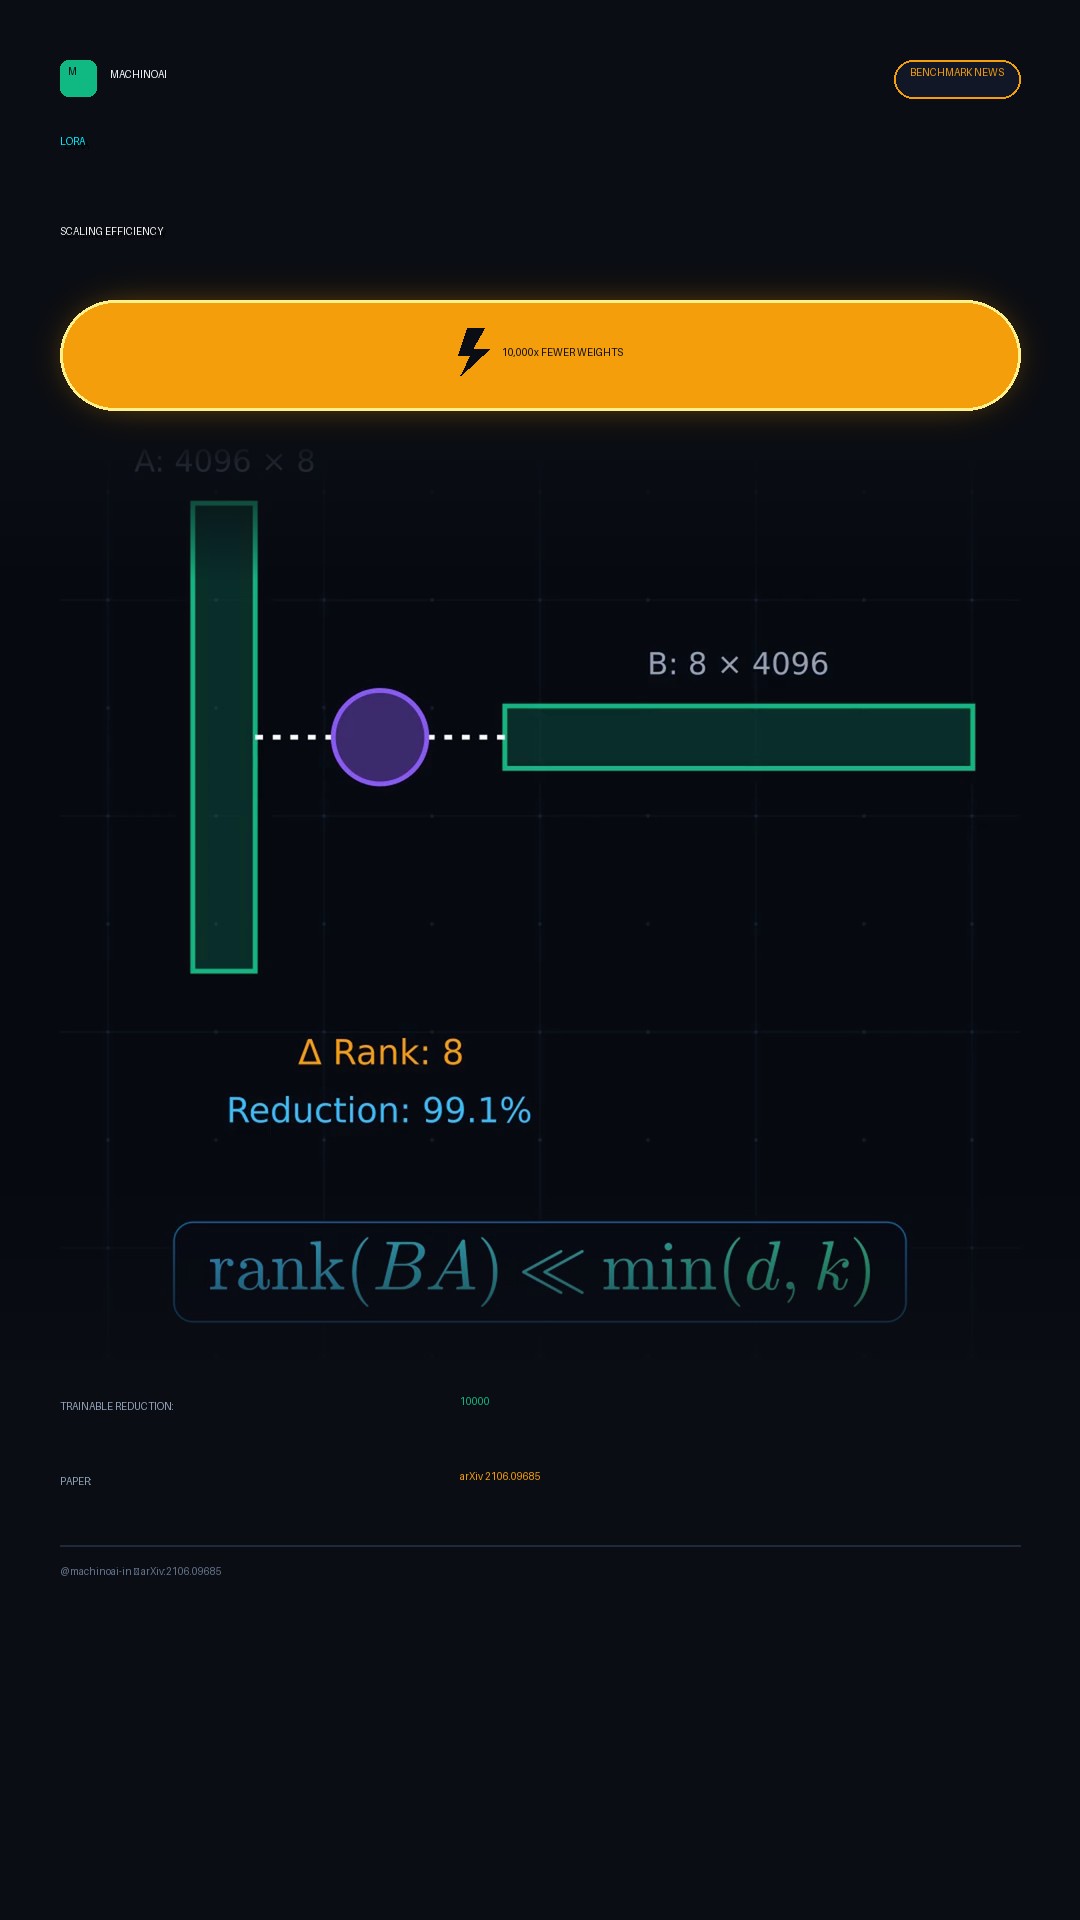 M MACHINOAI
BENCHMARK NEWS
LORA
SCALING EFFICIENCY
10,000x FEWER WEIGHTS
A: 4096 × 8
B: 8 × 4096
Δ Rank: 8
Reduction: 99.1%
rank(BA) ≪ min(d, k)
TRAINABLE REDUCTION: 10000
PAPER: arXiv 2106.09685
@machinoai-in arXiv:2106.09685